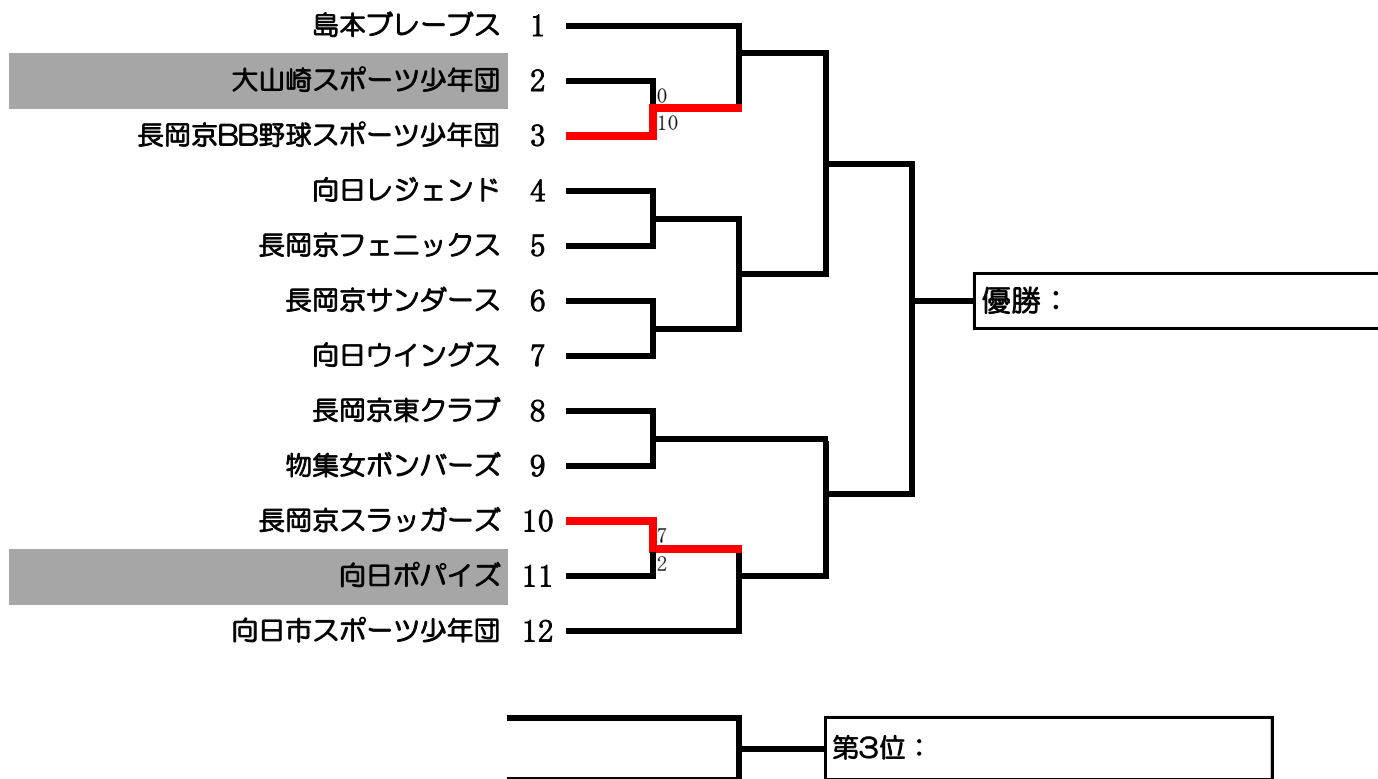 島本ブレーブス 1
大山崎スポーツ少年団 2
0
10
長岡京BB野球スポーツ少年団 3
向日レジェンド 4
長岡京フェニックス 5
長岡京サンダース 6
優勝：
向日ウイングス 7
長岡京東クラブ 8
物集女ボンバーズ 9
長岡京スラッガーズ 10
7
2
向日ポパイズ 11
向日市スポーツ少年団 12
第3位：